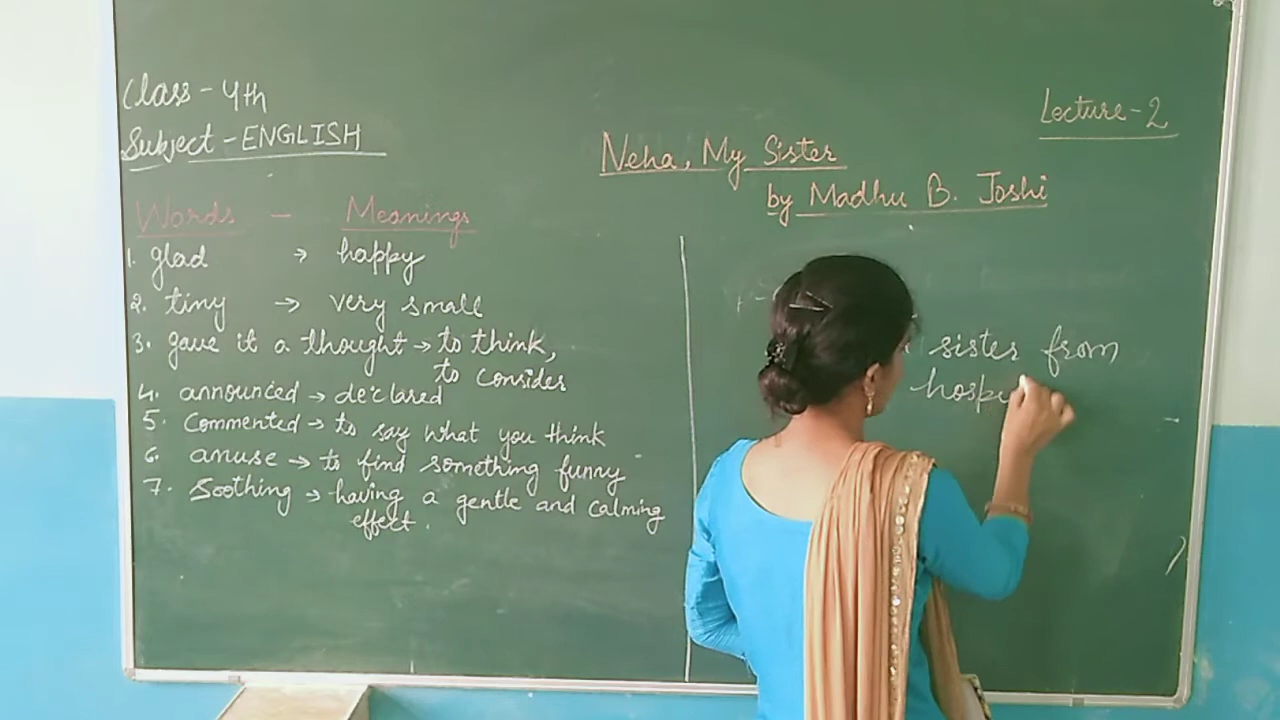 Class - 4th
Subject - ENGLISH
Lecture - 2
Neha, My Sister
by Madhu B. Joshi
Words - Meanings
1. glad → happy
2. tiny → very small
3. gave it a thought → to think,
to consider
4. announced → declared
5. Commented → to say what you think
6. amuse → to find something funny
7. Soothing → having a gentle and calming
effect.
sister from